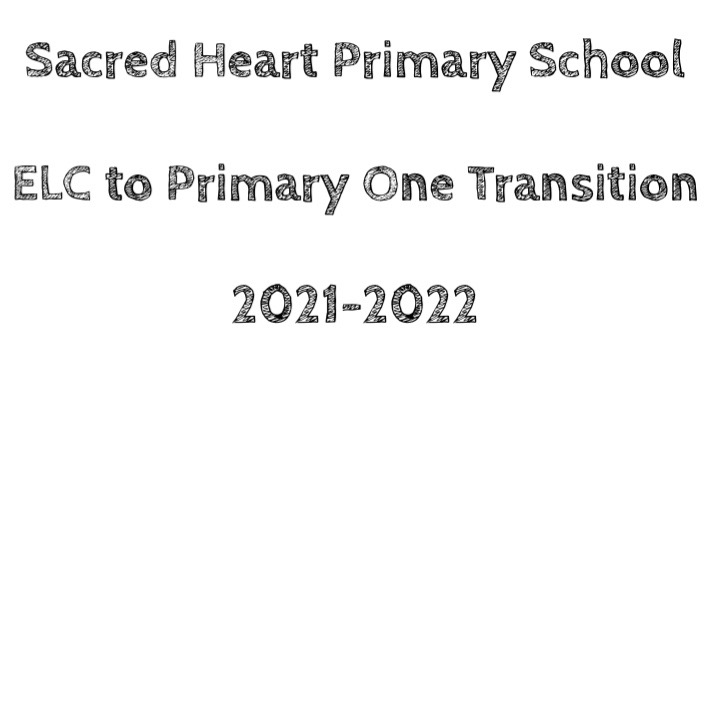 Sacred Heart Primary School
ELC to Primary One Transition
2021-2022